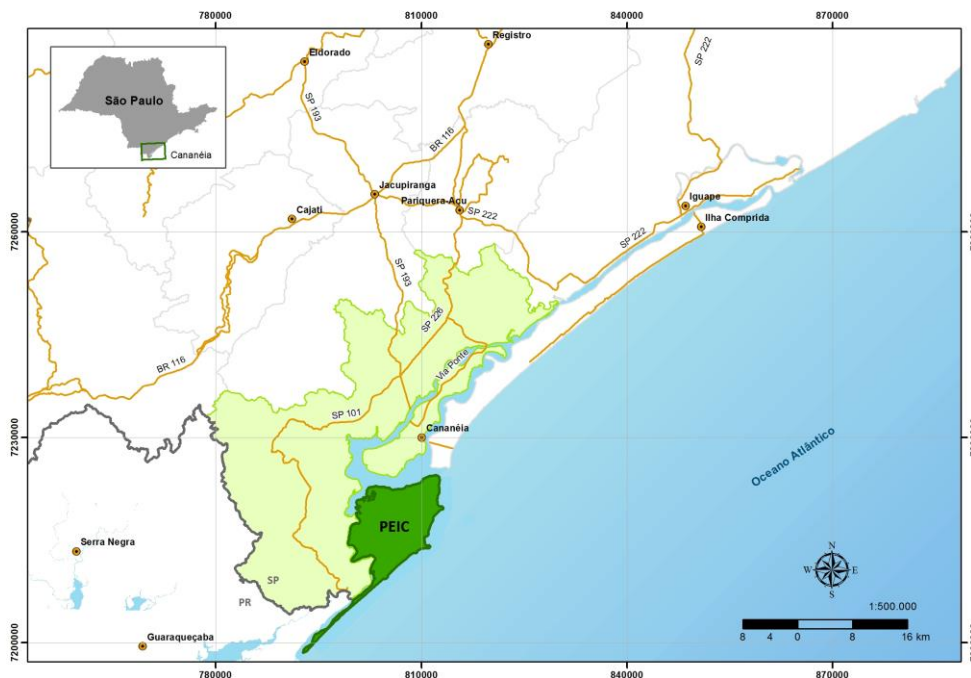 780000 810000 840000 870000
Registro
Eldorado
SP 222
São Paulo
Cananéia
SP 193
BR 116
Jacupiranga
Pariquera-Açu
SP 222
Cajati
Iguape
Ilha Comprida
7260000
SP 222
SP 193
SP 226
BR 116
Via Ponte
SP 101
Cananéia
7230000
Oceano Atlântico
PEIC
Serra Negra
SP
PR
N
W E
S
1:500.000
8 4 0 8 16 km
Guaraqueçaba
7200000
780000 810000 840000 870000